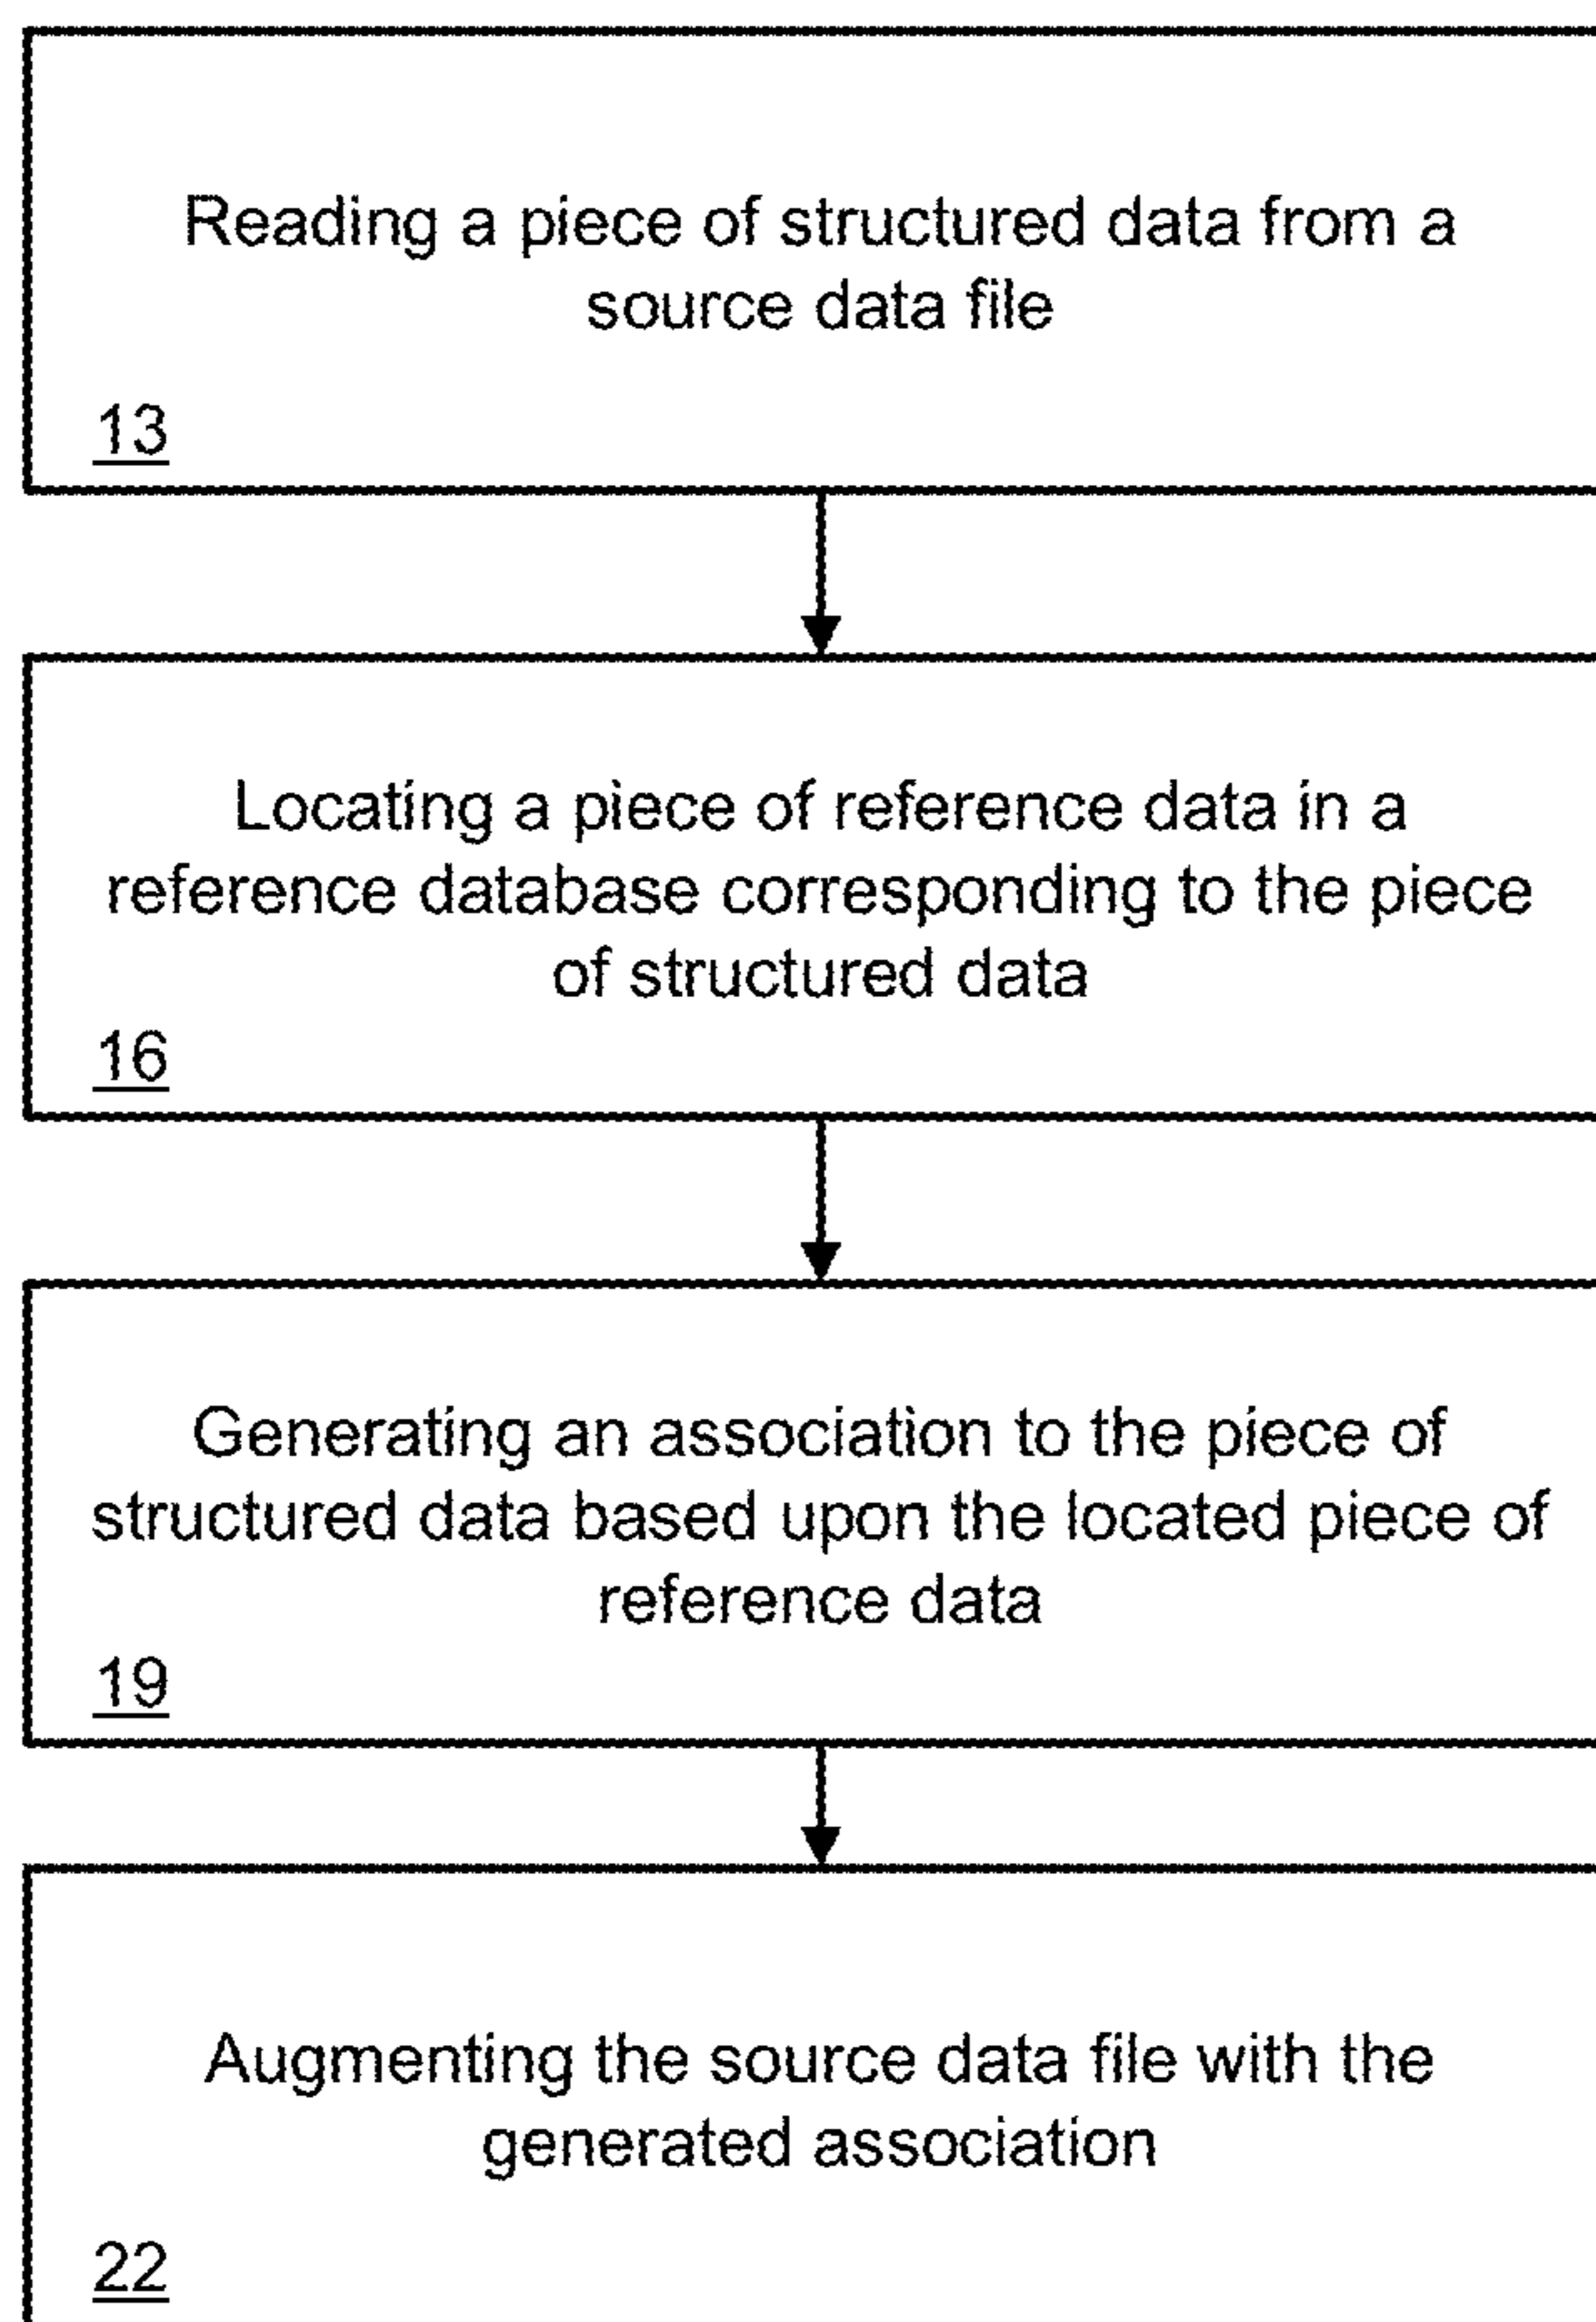 Reading a piece of structured data from a
source data file
13
Locating a piece of reference data in a
reference database corresponding to the piece
of structured data
16
Generating an association to the piece of
structured data based upon the located piece of
reference data
19
Augmenting the source data file with the
generated association
22